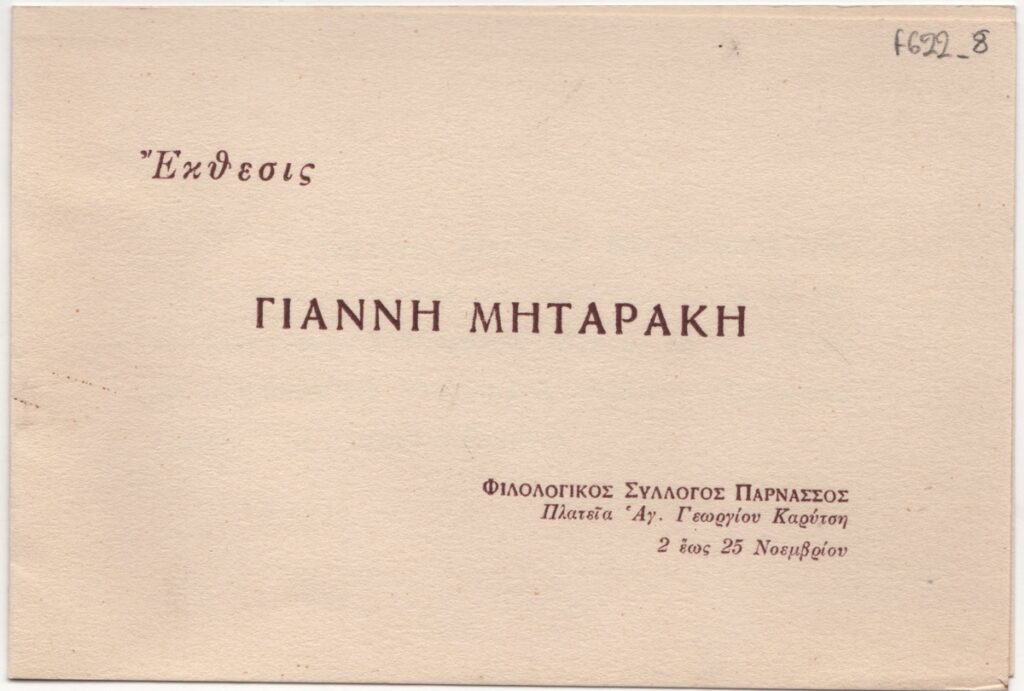 F622_8
Ἔκθεσις
ΓΙΑΝΝΗ ΜΗΤΑΡΑΚΗ
ΦΙΛΟΛΟΓΙΚΟΣ ΣΥΛΛΟΓΟΣ ΠΑΡΝΑΣΣΟΣ
Πλατεῖα Ἁγ. Γεωργίου Καρύτση
2 ἕως 25 Νοεμβρίου